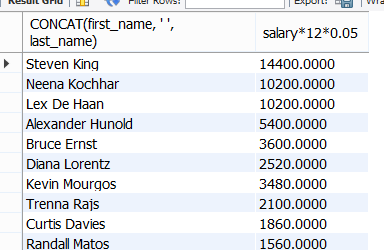 Result Grid Filter Rows: Export:
CONCAT(first_name, ' ', salary*12*0.05
last_name)
Steven King 14400.0000
Neena Kochhar 10200.0000
Lex De Haan 10200.0000
Alexander Hunold 5400.0000
Bruce Ernst 3600.0000
Diana Lorentz 2520.0000
Kevin Mourgos 3480.0000
Trenna Rajs 2100.0000
Curtis Davies 1860.0000
Randall Matos 1560.0000